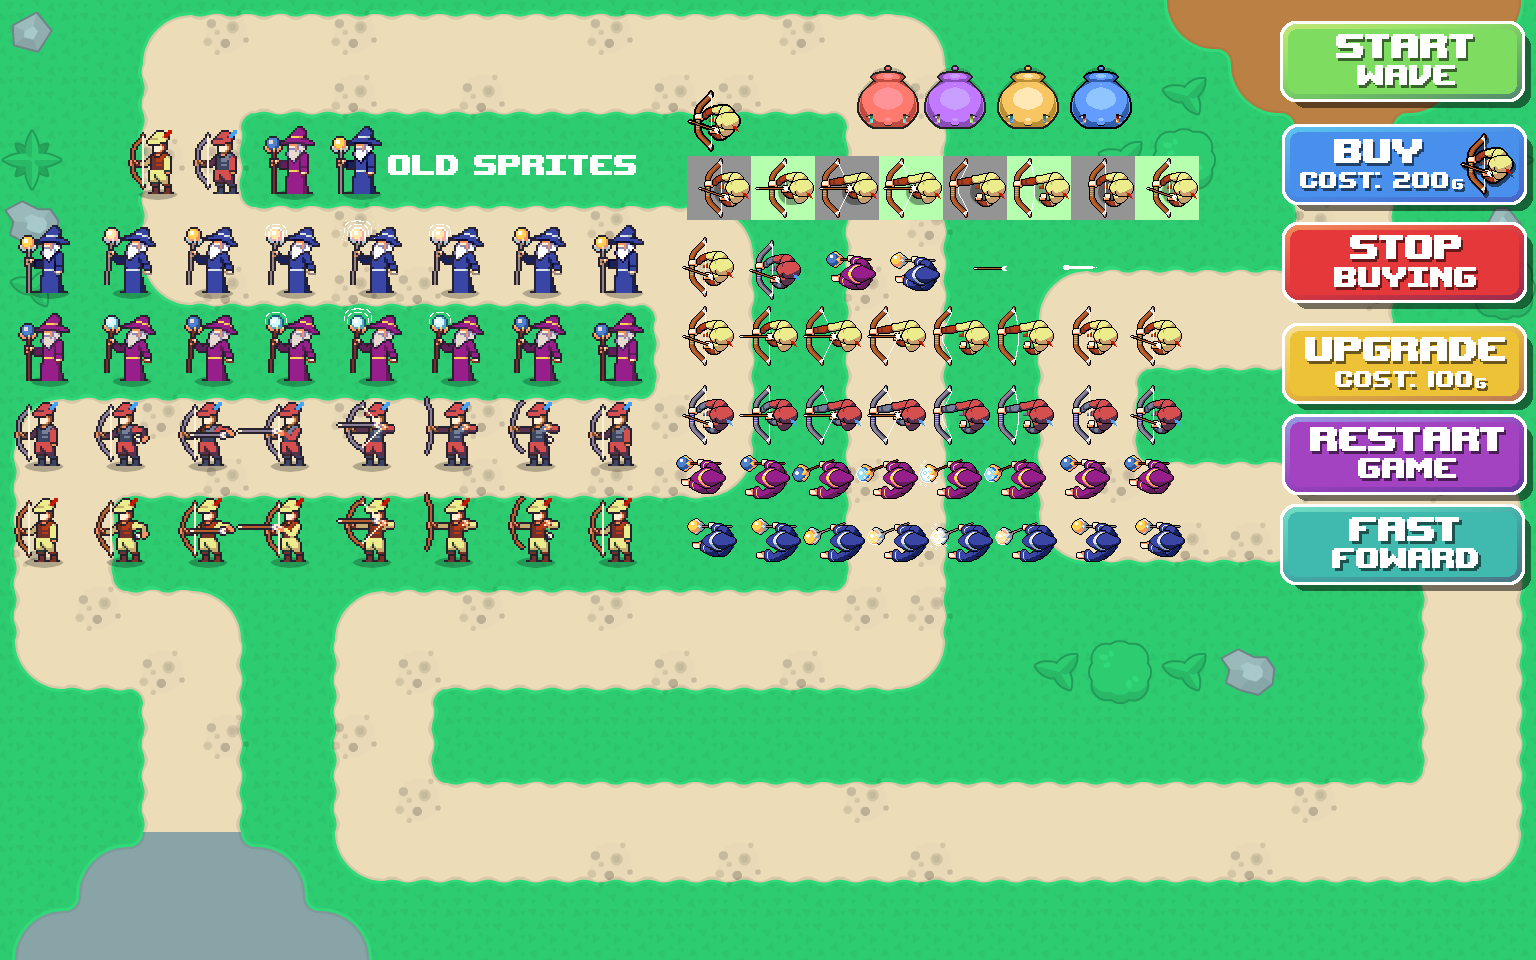 START
WAVE
BUY
COST: 200G
OLD SPRITES
STOP
BUYING
UPGRADE
COST: 100G
RESTART
GAME
FAST
FOWARD